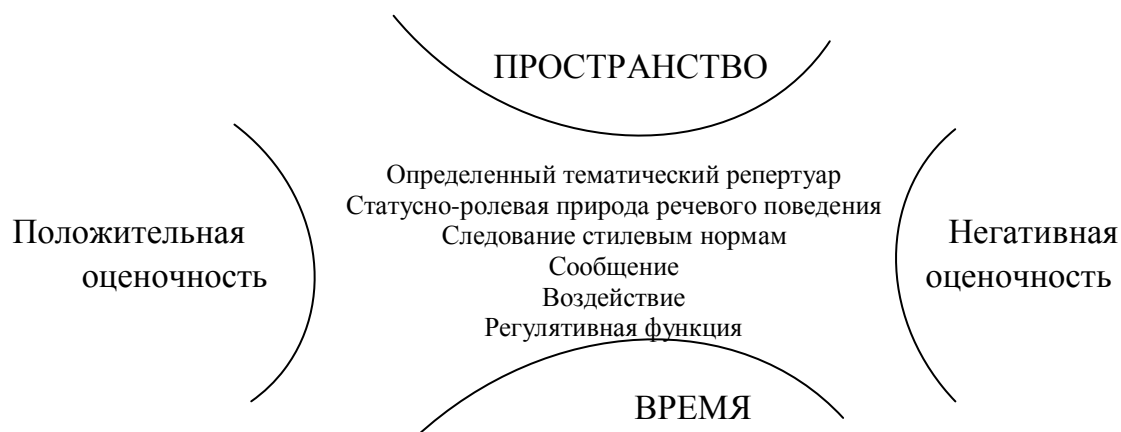 ПРОСТРАНСТВО
Определенный тематический репертуар
Статусно-ролевая природа речевого поведения
Следование стилевым нормам
Сообщение
Воздействие
Регулятивная функция
Положительная
оценочность
Негативная
оценочность
ВРЕМЯ